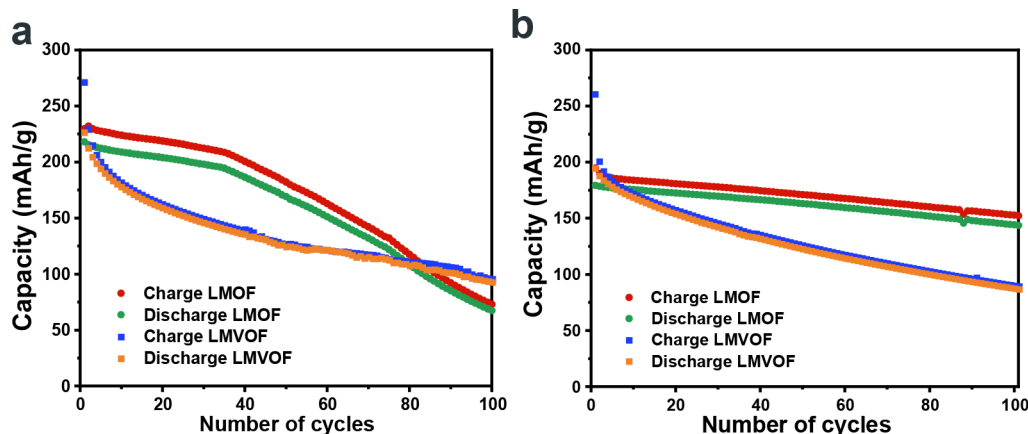 a
300
250
200
150
100
50
0
Capacity (mAh/g)
Charge LMOF
Discharge LMOF
Charge LMVOF
Discharge LMVOF
0 20 40 60 80 100
Number of cycles
b
300
250
200
150
100
50
0
Capacity (mAh/g)
Charge LMOF
Discharge LMOF
Charge LMVOF
Discharge LMVOF
0 20 40 60 80 100
Number of cycles